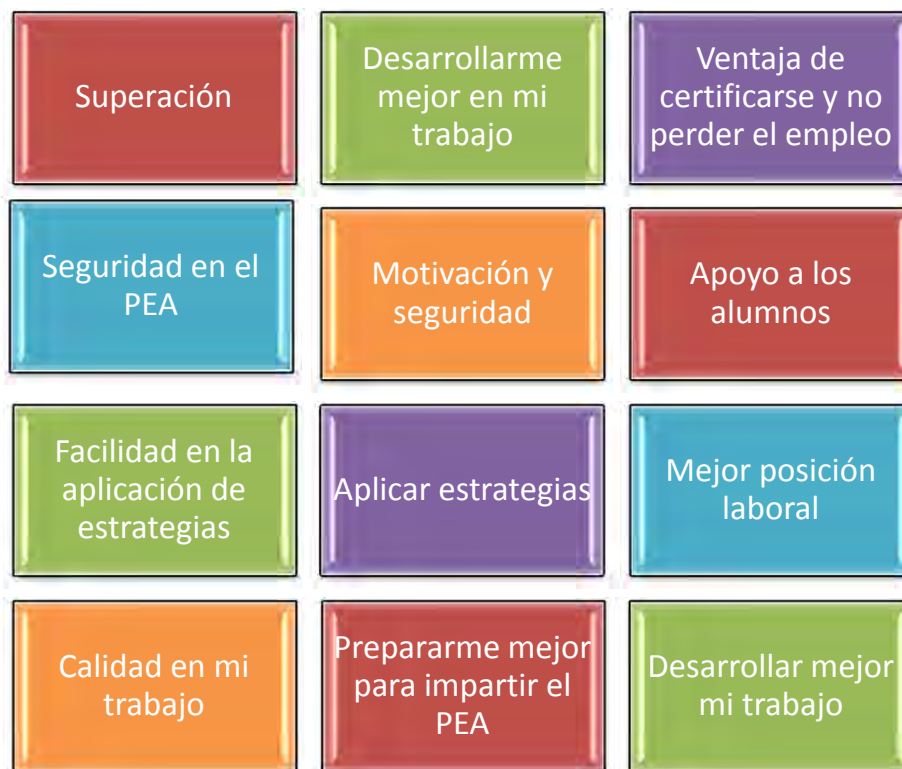 Superación
Desarrollarme
mejor en mi
trabajo
Ventaja de
certificarse y no
perder el empleo
Seguridad en el
PEA
Motivación y
seguridad
Apoyo a los
alumnos
Facilidad en la
aplicación de
estrategias
Aplicar estrategias
Mejor posición
laboral
Calidad en mi
trabajo
Prepararme mejor
para impartir el
PEA
Desarrollar mejor
mi trabajo